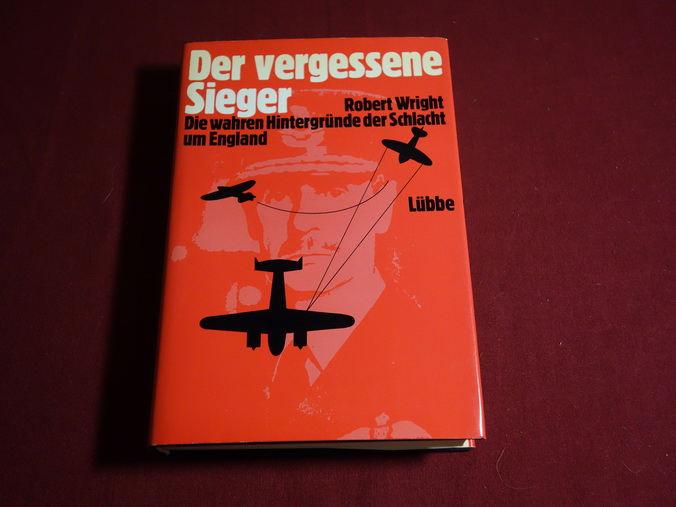 Der vergessene
Sieger
Robert Wright
Die wahren Hintergründe der Schlacht
um England
Lübbe